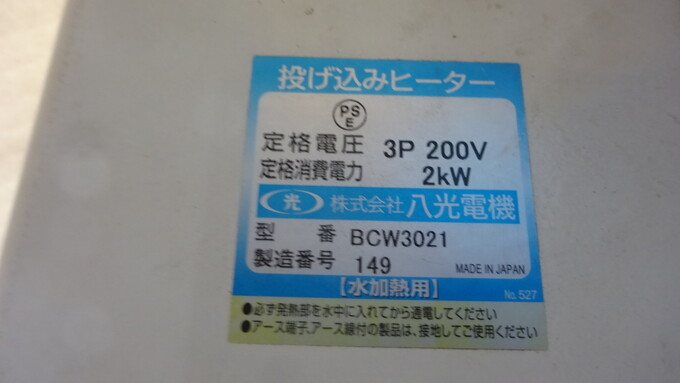 投げ込みヒーター
PS
E
定格電圧 3P 200V
定格消費電力 2kW
光 株式会社 八光電機
型番 BCW3021
製造番号 149 MADE IN JAPAN
【水加熱用】 No.527
●必ず発熱部を水中に入れてから通電してください
●アース端子、アース線付の製品は、接地してご使用ください